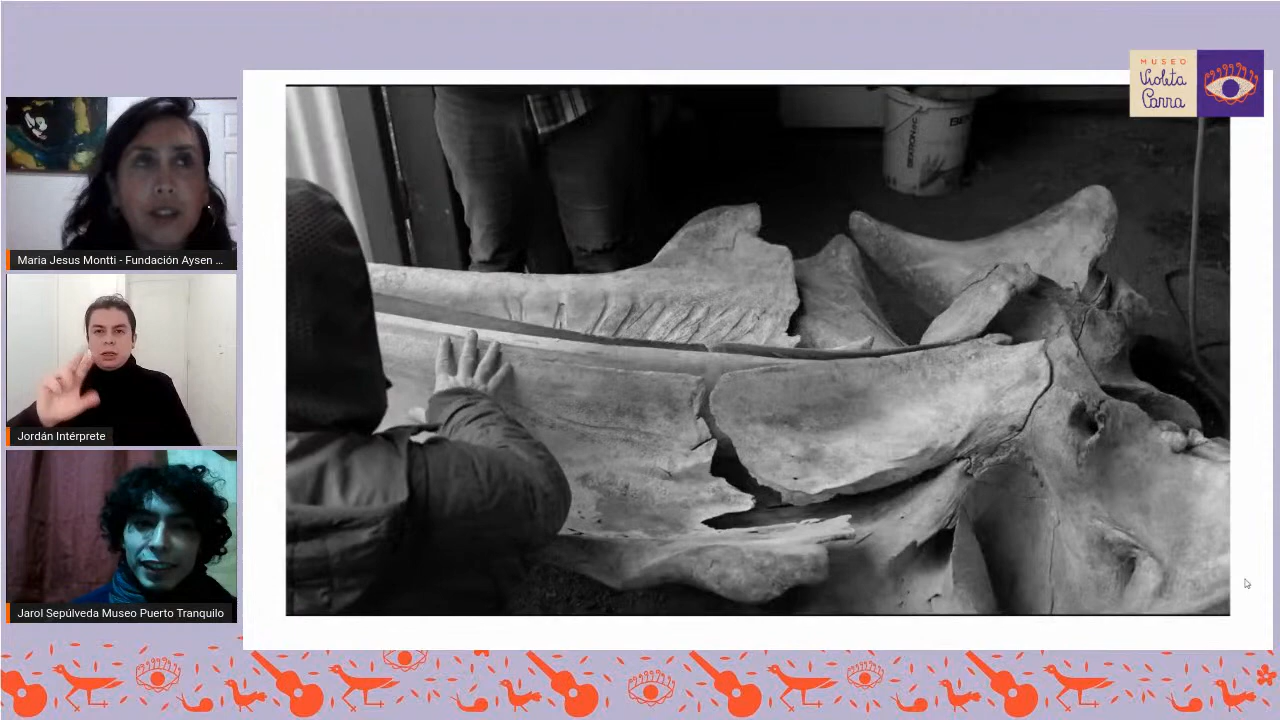 MUSEO
Violeta
Parra
Maria Jesus Montti - Fundación Aysen ...
Jordán Intérprete
Jarol Sepúlveda Museo Puerto Tranquilo